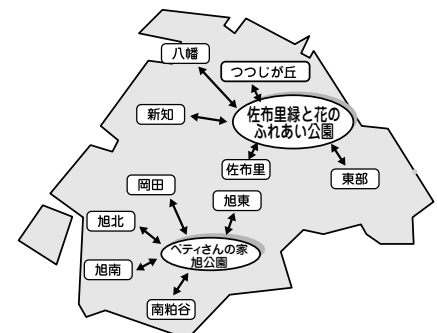 八幡
つつじが丘
新知
佐布里緑と花の
ふれあい公園
佐布里
東部
岡田
旭東
旭北
ペティさんの家
旭公園
旭南
南粕谷